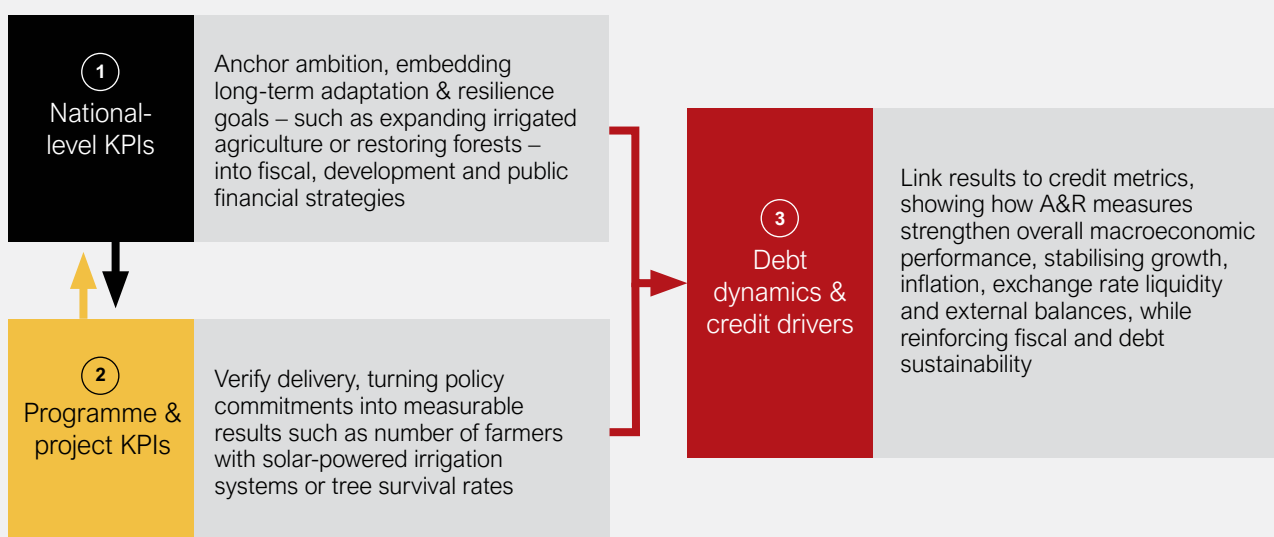 1
National-
level KPIs
Anchor ambition, embedding
long-term adaptation & resilience
goals – such as expanding irrigated
agriculture or restoring forests –
into fiscal, development and public
financial strategies
2
Programme &
project KPIs
Verify delivery, turning policy
commitments into measurable
results such as number of farmers
with solar-powered irrigation
systems or tree survival rates
3
Debt
dynamics &
credit drivers
Link results to credit metrics,
showing how A&R measures
strengthen overall macroeconomic
performance, stabilising growth,
inflation, exchange rate liquidity
and external balances, while
reinforcing fiscal and debt
sustainability